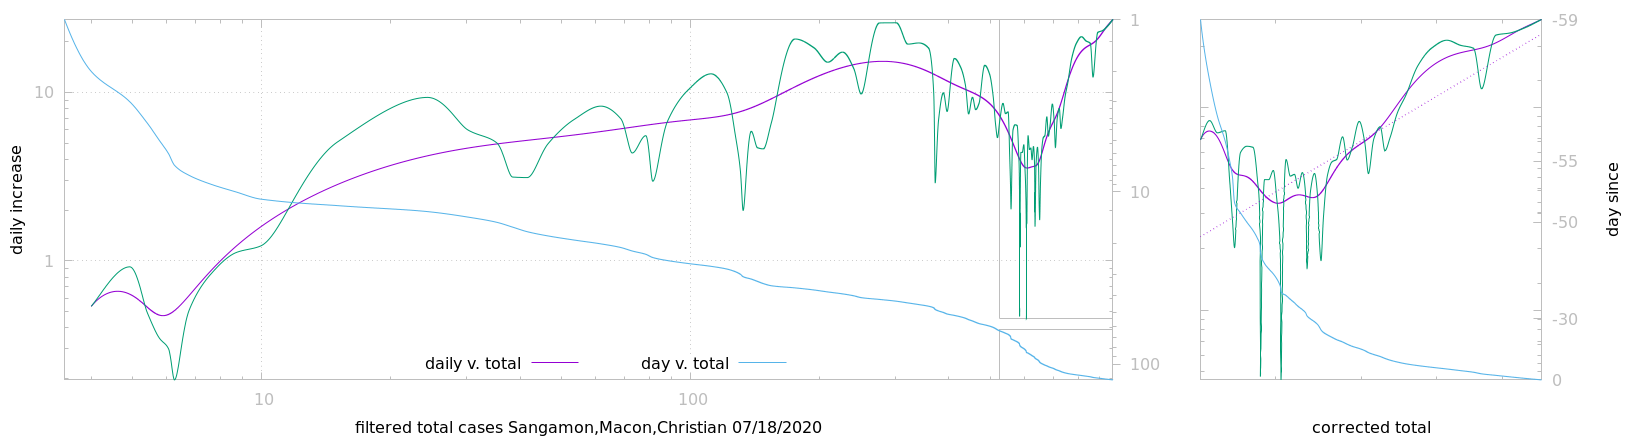 1
-59
10
daily increase
-55
10
day since
-50
1
-30
daily v. total
day v. total
100
0
10
100
filtered total cases Sangamon,Macon,Christian 07/18/2020
corrected total